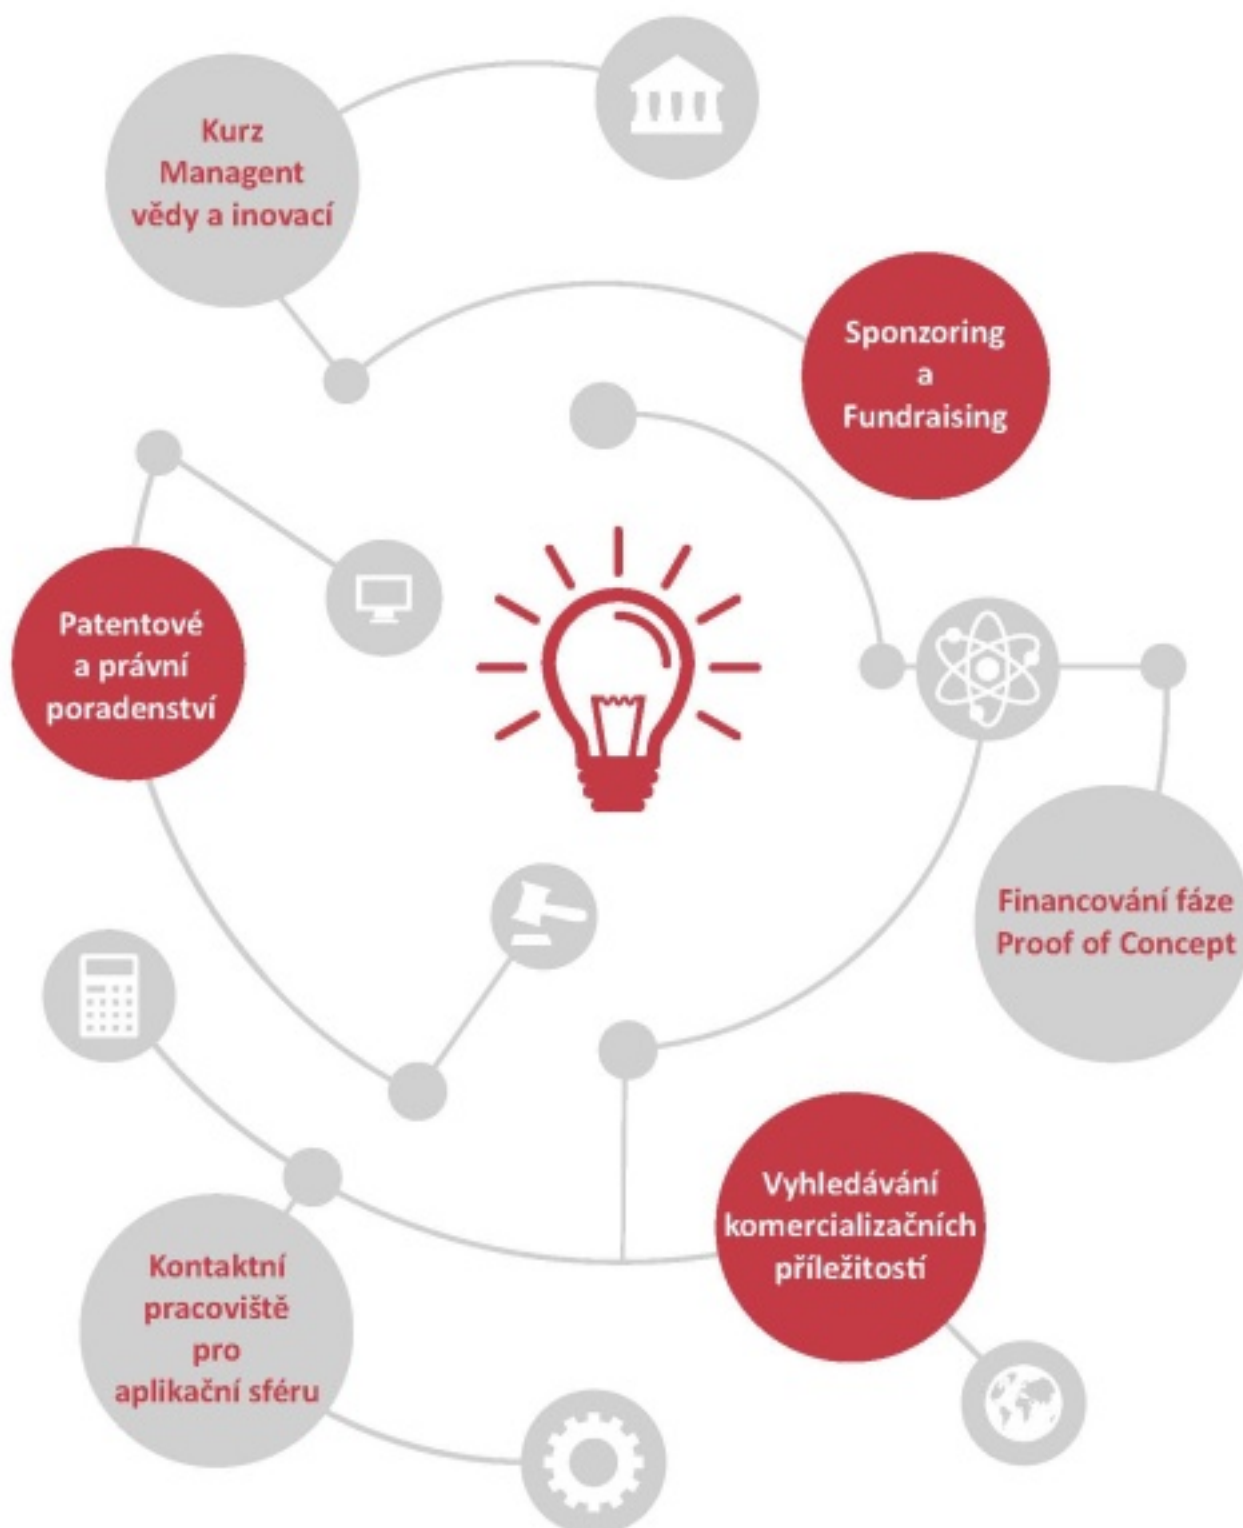 Kurz
Managent
vědy a inovací
Sponzoring
a
Fundraising
Patentové
a právní
poradenství
Financování fáze
Proof of Concept
Vyhledávání
komercializačních
příležitostí
Kontaktní
pracoviště
pro
aplikační sféru